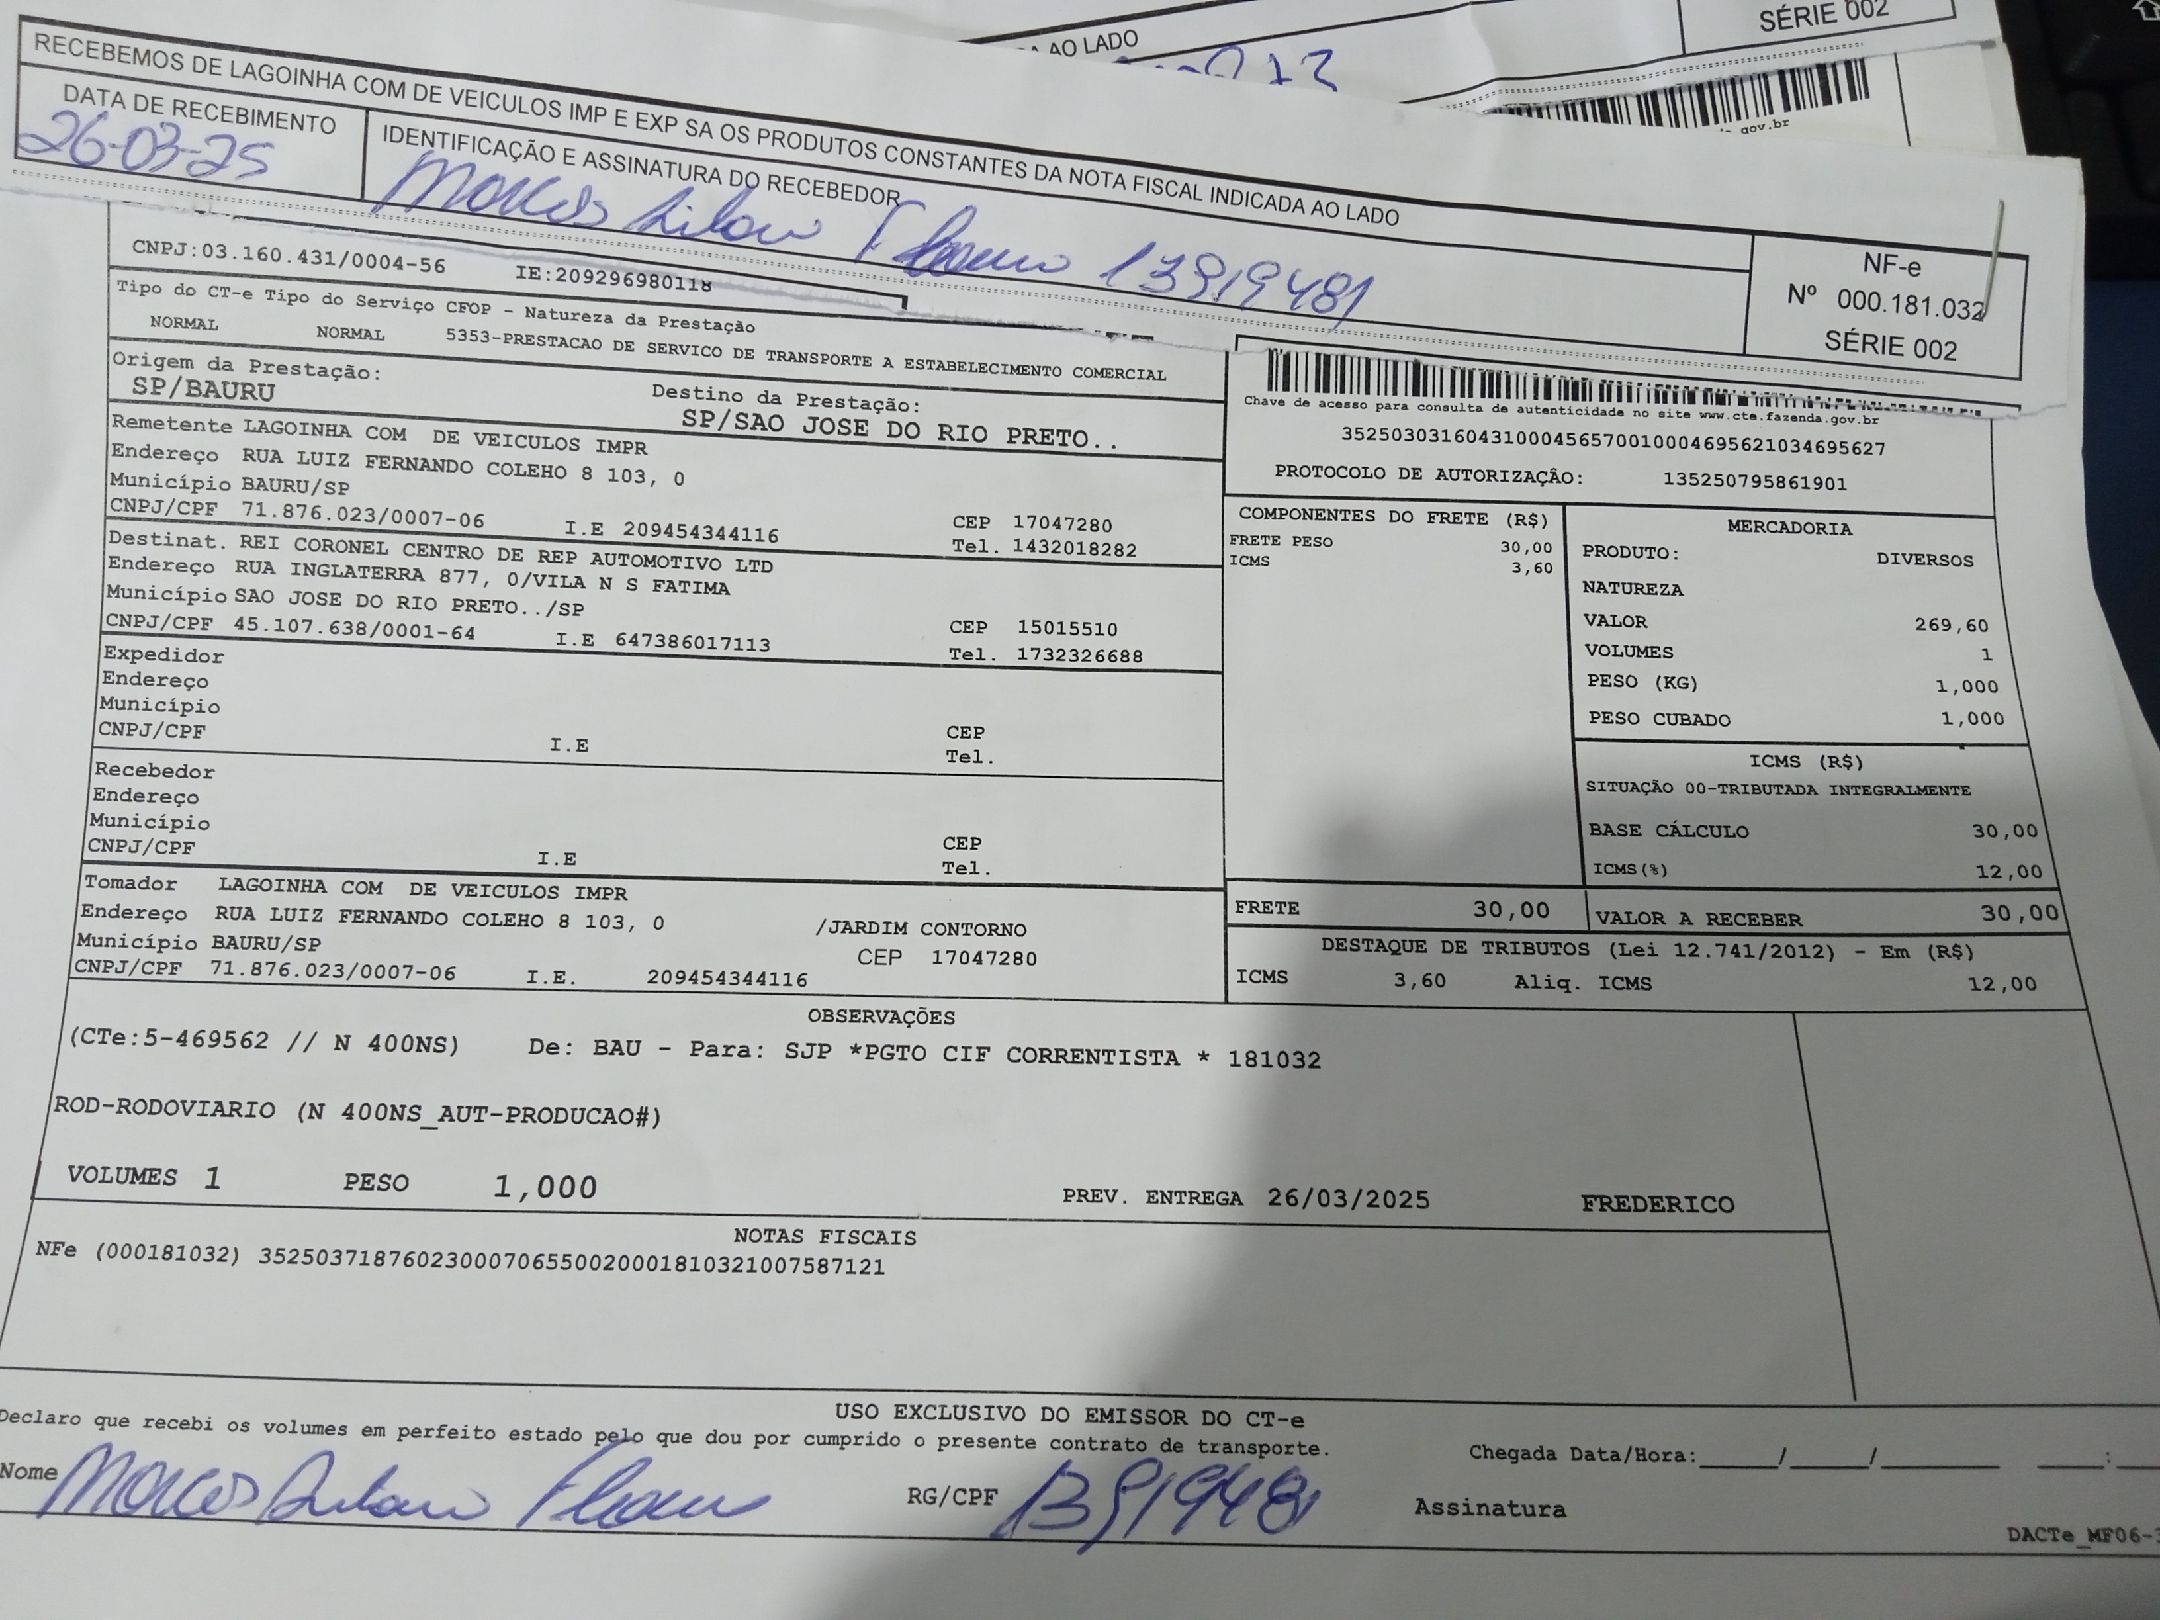 AO LADO
SÉRIE 002
gov.br
RECEBEMOS DE LAGOINHA COM DE VEICULOS IMP E EXP SA OS PRODUTOS CONSTANTES DA NOTA FISCAL INDICADA AO LADO
DATA DE RECEBIMENTO
26-03-25
IDENTIFICAÇÃO E ASSINATURA DO RECEBEDOR
Marcos 13919481
NF-e
Nº 000.181.032
SÉRIE 002
CNPJ:03.160.431/0004-56 IE:209296980118
Tipo do CT-e Tipo do Serviço CFOP - Natureza da Prestação
NORMAL NORMAL 5353-PRESTACAO DE SERVICO DE TRANSPORTE A ESTABELECIMENTO COMERCIAL
Origem da Prestação: Destino da Prestação:
SP/BAURU SP/SAO JOSE DO RIO PRETO..
Chave de acesso para consulta de autenticidade no site www.cte.fazenda.gov.br
35250303160431000456570010004695621034695627
PROTOCOLO DE AUTORIZAÇÃO: 135250795861901
Remetente LAGOINHA COM DE VEICULOS IMPR
Endereço RUA LUIZ FERNANDO COLEHO 8 103, 0
Município BAURU/SP CEP 17047280
CNPJ/CPF 71.876.023/0007-06 I.E 209454344116 Tel. 1432018282
Destinat. REI CORONEL CENTRO DE REP AUTOMOTIVO LTD
Endereço RUA INGLATERRA 877, 0/VILA N S FATIMA
Município SAO JOSE DO RIO PRETO../SP CEP 15015510
CNPJ/CPF 45.107.638/0001-64 I.E 647386017113 Tel. 1732326688
Expedidor
Endereço
Município CEP
CNPJ/CPF I.E Tel.
Recebedor
Endereço
Município CEP
CNPJ/CPF I.E Tel.
Tomador LAGOINHA COM DE VEICULOS IMPR
Endereço RUA LUIZ FERNANDO COLEHO 8 103, 0 /JARDIM CONTORNO
Município BAURU/SP CEP 17047280
CNPJ/CPF 71.876.023/0007-06 I.E. 209454344116
COMPONENTES DO FRETE (R$)
FRETE PESO 30,00
ICMS 3,60
MERCADORIA
PRODUTO: DIVERSOS
NATUREZA
VALOR 269,60
VOLUMES 1
PESO (KG) 1,000
PESO CUBADO 1,000
ICMS (R$)
SITUAÇÃO 00-TRIBUTADA INTEGRALMENTE
BASE CÁLCULO 30,00
ICMS(%) 12,00
FRETE 30,00 VALOR A RECEBER 30,00
DESTAQUE DE TRIBUTOS (Lei 12.741/2012) - Em (R$)
ICMS 3,60 Aliq. ICMS 12,00
OBSERVAÇÕES
(CTe:5-469562 // N 400NS) De: BAU - Para: SJP *PGTO CIF CORRENTISTA * 181032
ROD-RODOVIARIO (N 400NS_AUT-PRODUCAO#)
VOLUMES 1 PESO 1,000 PREV. ENTREGA 26/03/2025 FREDERICO
NOTAS FISCAIS
NFe (000181032) 35250371876023000706550020001810321007587121
USO EXCLUSIVO DO EMISSOR DO CT-e
Declaro que recebi os volumes em perfeito estado pelo que dou por cumprido o presente contrato de transporte.
Chegada Data/Hora:_____/_____/_______ ____:
Nome Marcos RG/CPF 13919481 Assinatura
DACTe_MF06-